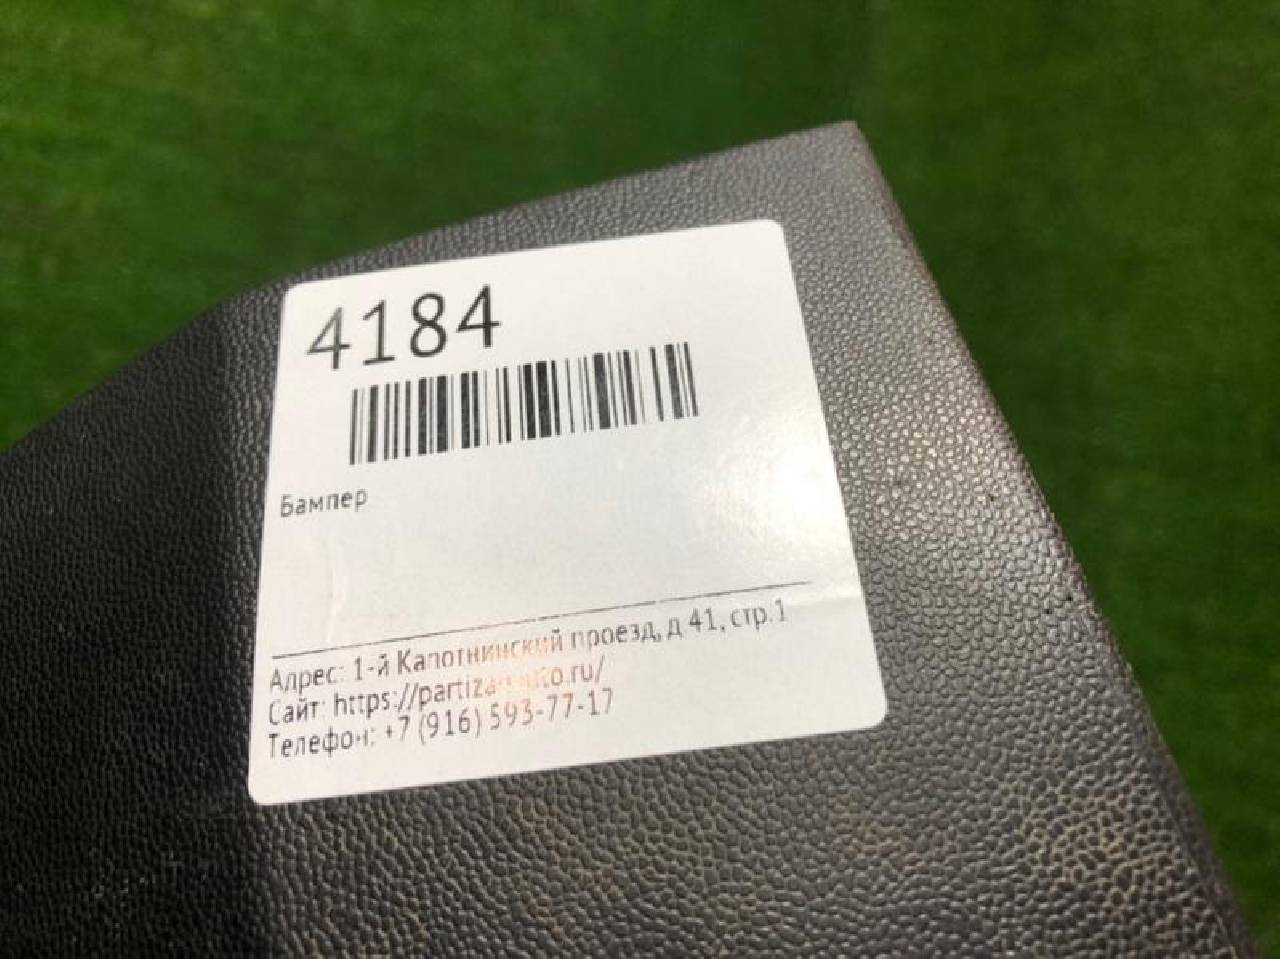 4184
Бампер
Адрес: 1-й Капотнинский проезд, д 41, стр.1
Сайт:
Телефон: +7 (916) 593-77-17